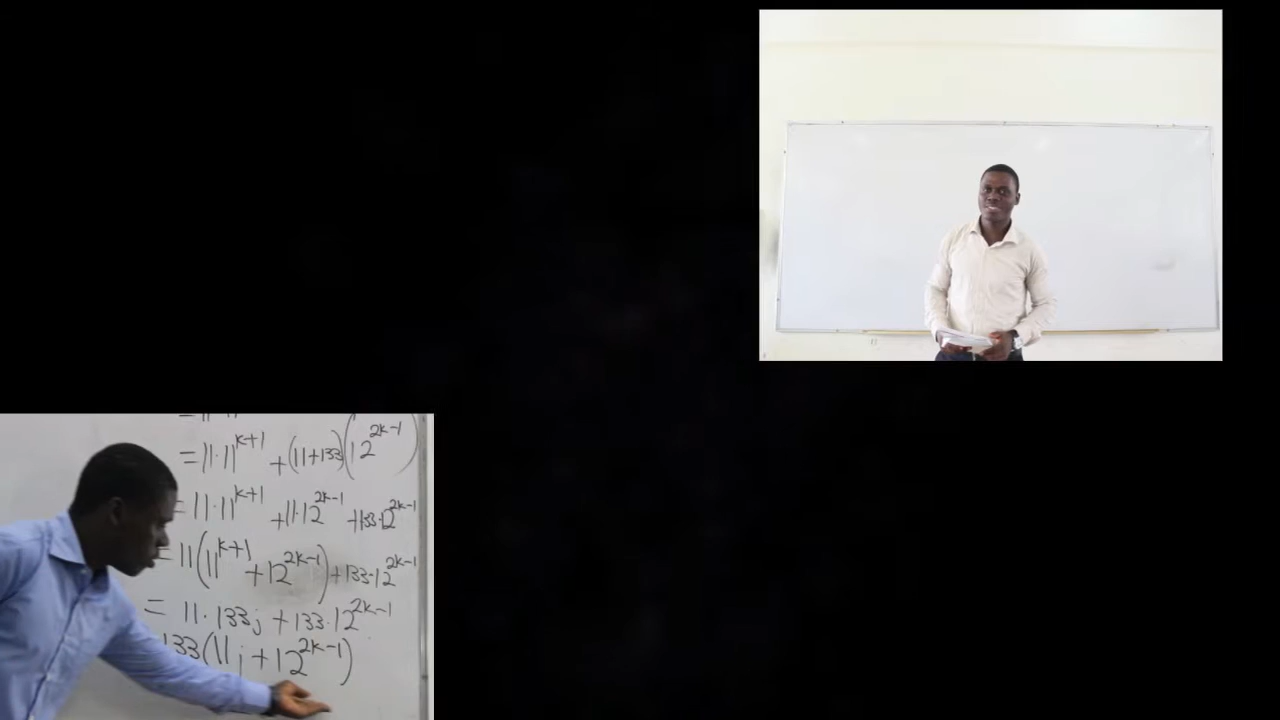 = 11·11^{k+1} + (11+133)(12^{2k-1})
= 11·11^{k+1} + 11·12^{2k-1} + 133·12^{2k-1}
= 11(11^{k+1} + 12^{2k-1}) + 133·12^{2k-1}
= 11·133j + 133·12^{2k-1}
133(11j + 12^{2k-1})